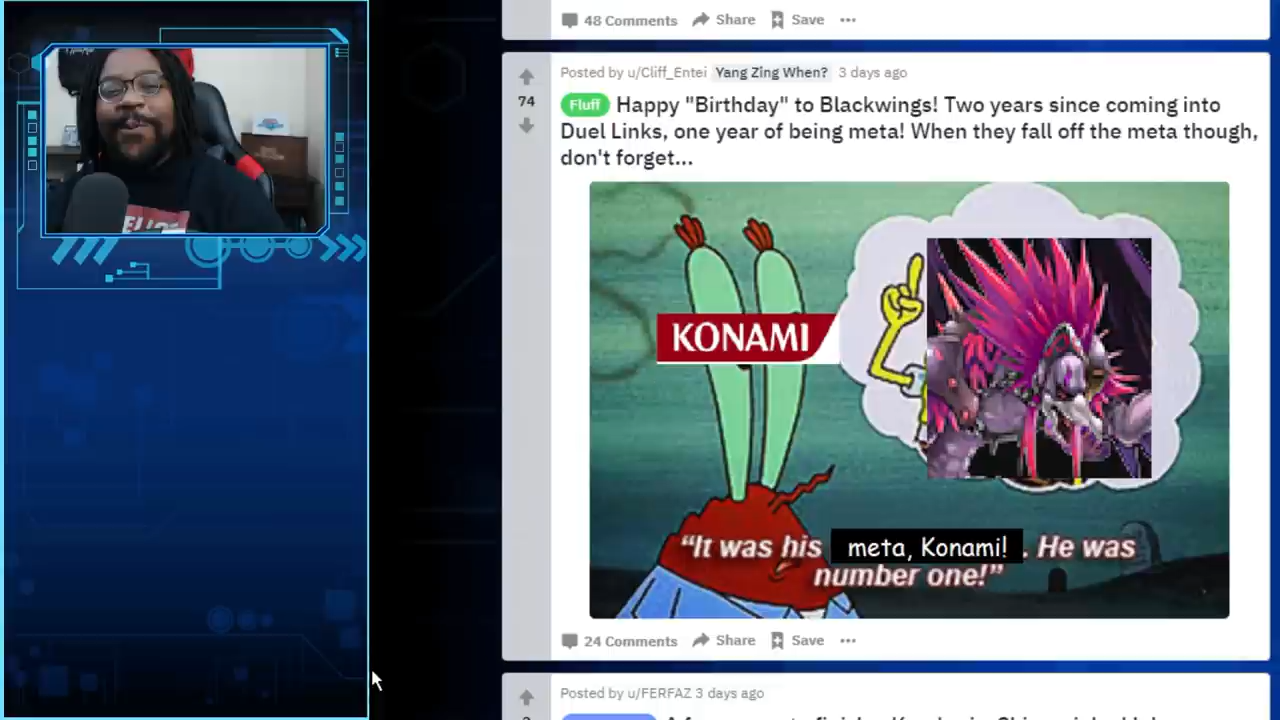 48 Comments Share Save
Posted by u/Cliff_Entei Yang Zing When? 3 days ago
74
Fluff Happy "Birthday" to Blackwings! Two years since coming into
Duel Links, one year of being meta! When they fall off the meta though,
don't forget...
KONAMI
“It was his meta, Konami! . He was
number one!”
24 Comments Share Save
Posted by u/FERFAZ 3 days ago